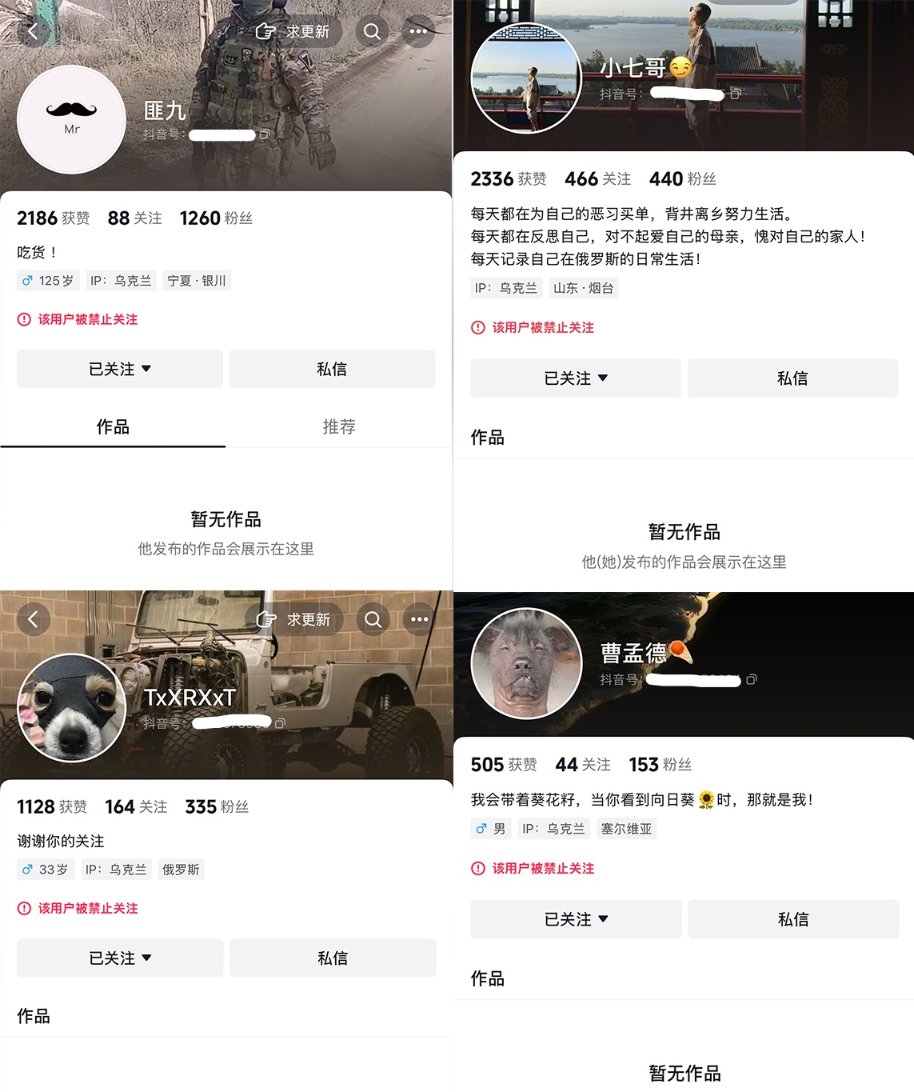 求更新
匪九
Mr
抖音号：
2186 获赞 88 关注 1260 粉丝
吃货！
125岁 IP：乌克兰 宁夏·银川
该用户被禁止关注
已关注 私信
作品 推荐
暂无作品
他发布的作品会展示在这里
小七哥😏
抖音号：
2336 获赞 466 关注 440 粉丝
每天都在为自己的恶习买单，背井离乡努力生活。
每天都在反思自己，对不起爱自己的母亲，愧对自己的家人！
每天记录自己在俄罗斯的日常生活！
IP：乌克兰 山东·烟台
该用户被禁止关注
已关注 私信
作品
暂无作品
他(她)发布的作品会展示在这里
求更新
TxXRXxT
抖音号：
1128 获赞 164 关注 335 粉丝
谢谢你的关注
33岁 IP：乌克兰 俄罗斯
该用户被禁止关注
已关注 私信
作品
曹孟德
抖音号：
505 获赞 44 关注 153 粉丝
我会带着葵花籽，当你看到向日葵🌻时，那就是我！
男 IP：乌克兰 塞尔维亚
该用户被禁止关注
已关注 私信
作品
暂无作品